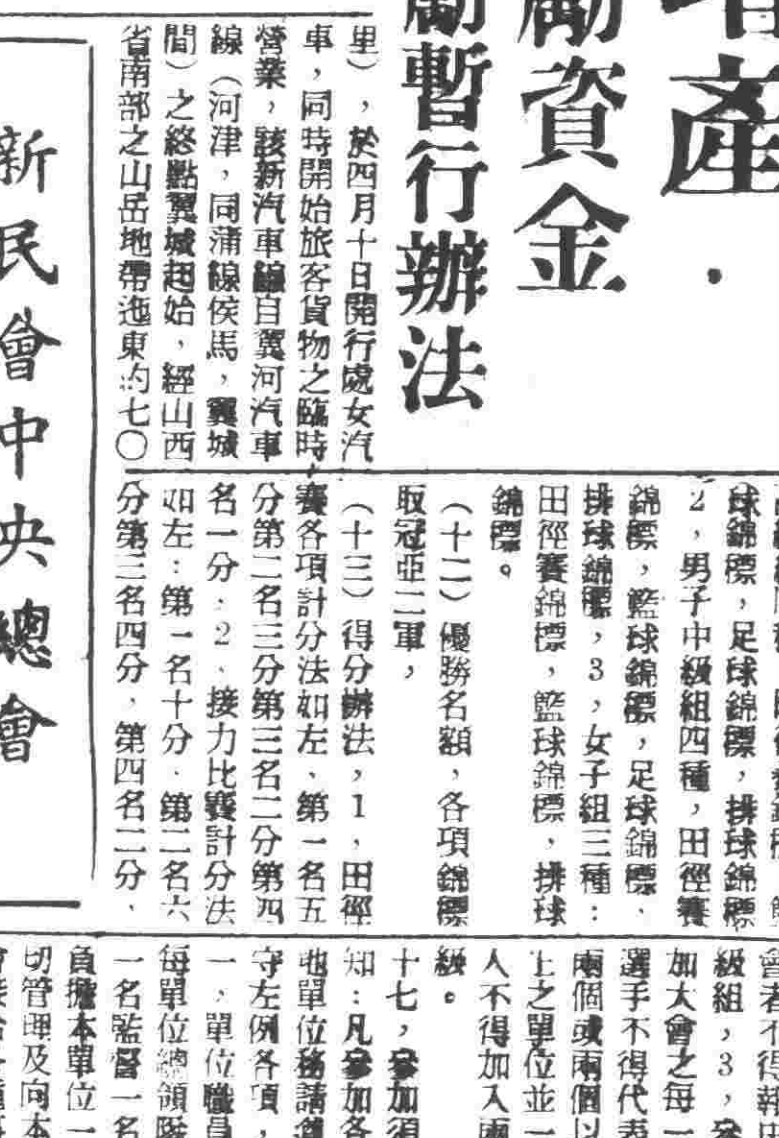 產．
勵資金
勵暫行辦法
里），於四月十日開行處女汽
車，同時開始旅客貨物之臨時
營業，該新汽車線自翼河汽車
線（河津，同蒲線侯馬，翼城
間）之終點翼城起始，經山西
省南部之山岳地帶迤東約七〇
新民會中央總會
球錦標，足球錦標，排球錦標
2，男子中級組四種，田徑賽
錦標，籃球錦標，足球錦標．
排球錦標，3，女子組三種：
田徑賽錦標，籃球錦標，排球
錦標。
（十二）優勝名額，各項錦標
取冠亞二軍，
（十三）得分辦法，1，田徑
賽各項計分法如左、第一名五
分第二名三分第三名二分第四
名一分：2、接力比賽計分法
如左：第一名十分．第二名六
分第三名四分，第四名二分．
會者不得報
級組，3，參
加大會之每一
選手不得代表
兩個或兩個以
上之單位並一
人不得加入兩
級。
十七，參加須
知：凡參加各
地單位務請遵
守左例各項，
一，單位職員
每單位總領隊
一名監督一名
負擔本單位一
切管理及向本